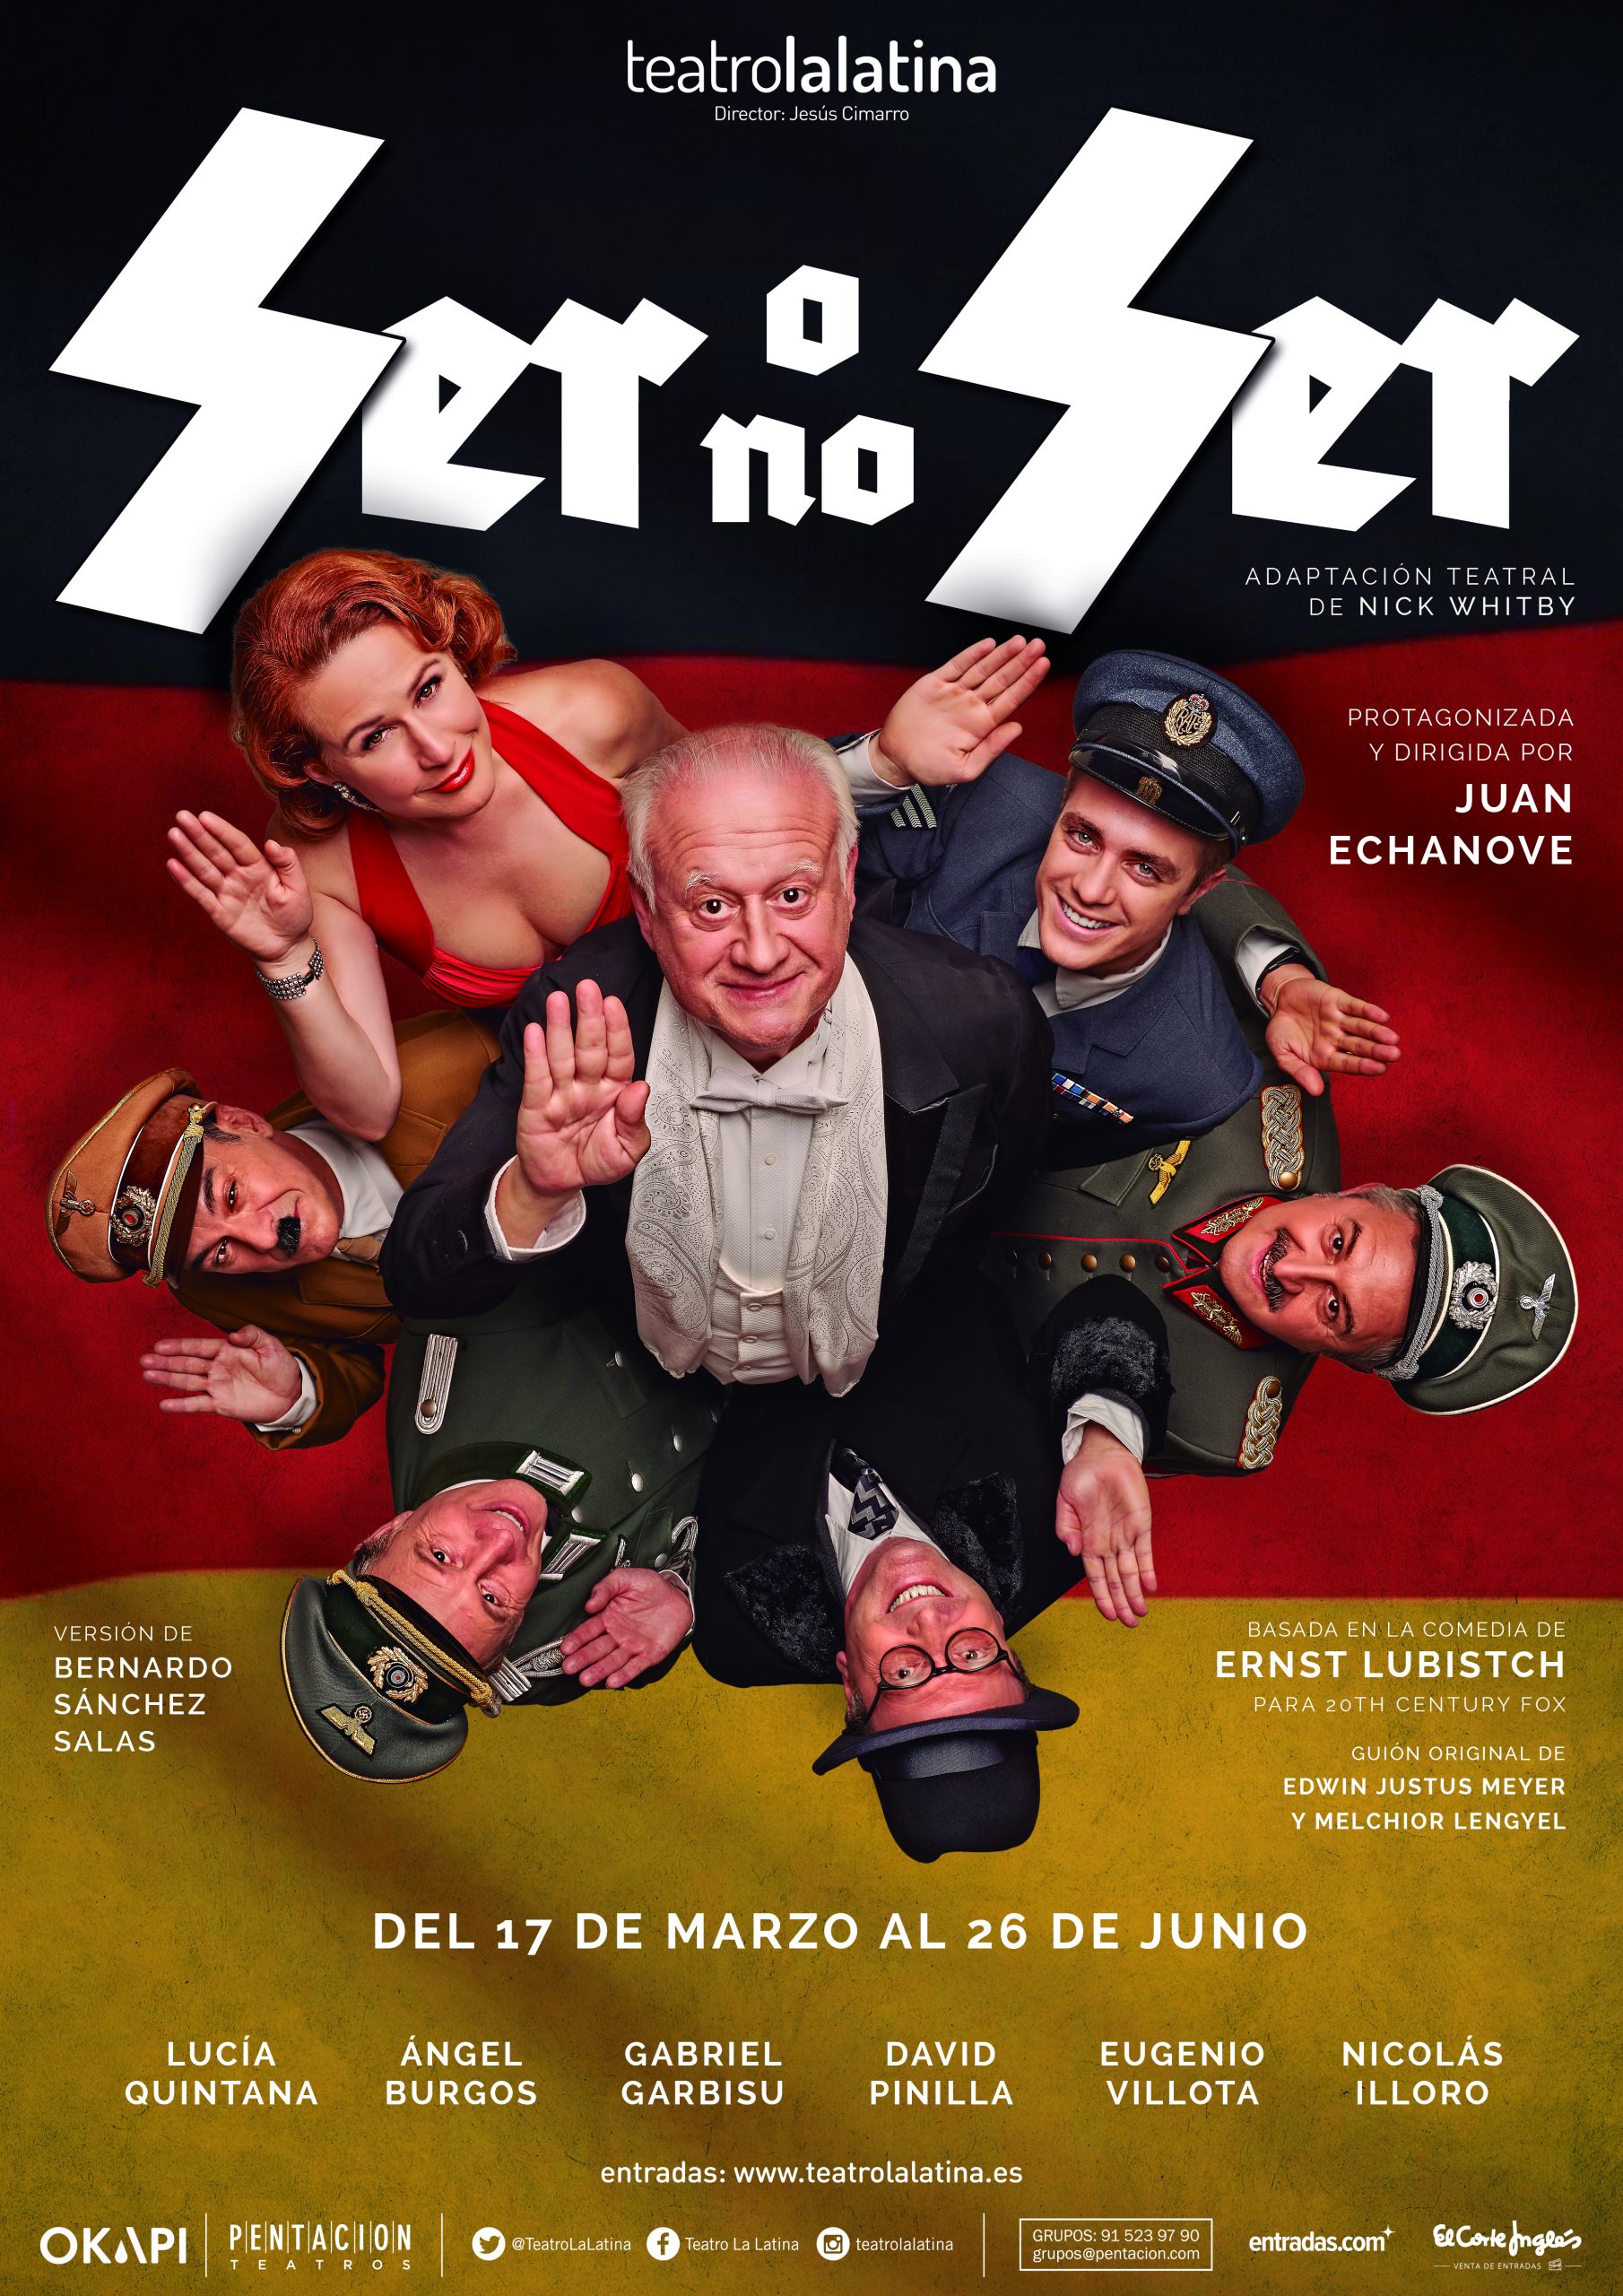 teatrolalatina
Director: Jesús Cimarro
Ser o no Ser
ADAPTACIÓN TEATRAL
DE NICK WHITBY
PROTAGONIZADA
Y DIRIGIDA POR
JUAN
ECHANOVE
VERSIÓN DE
BERNARDO
SÁNCHEZ
SALAS
BASADA EN LA COMEDIA DE
ERNST LUBISTCH
PARA 20TH CENTURY FOX
GUIÓN ORIGINAL DE
EDWIN JUSTUS MEYER
Y MELCHIOR LENGYEL
DEL 17 DE MARZO AL 26 DE JUNIO
LUCÍA
QUINTANA
ÁNGEL
BURGOS
GABRIEL
GARBISU
DAVID
PINILLA
EUGENIO
VILLOTA
NICOLÁS
ILLORO
entradas: www.teatrolalatina.es
OKAPI
PENTACION
TEATROS
@TeatroLaLatina
Teatro La Latina
teatrolalatina
GRUPOS: 91 523 97 90
grupos@pentacion.com
entradas.com
El Corte Inglés
VENTA DE ENTRADAS